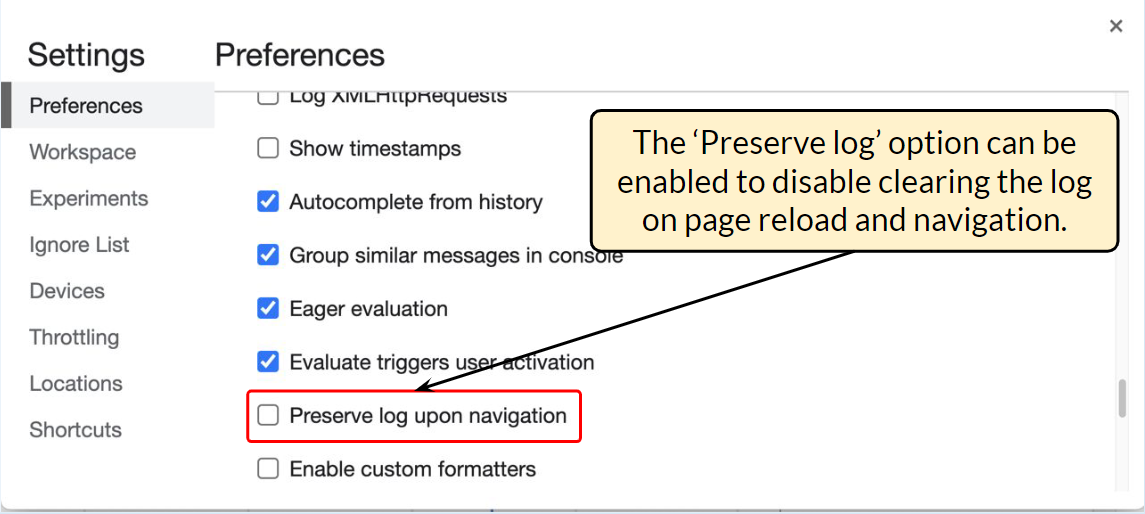 ×
Settings
Preferences
Preferences
Workspace
Experiments
Ignore List
Devices
Throttling
Locations
Shortcuts
Log XMLHttpRequests
Show timestamps
Autocomplete from history
Group similar messages in console
Eager evaluation
Evaluate triggers user activation
Preserve log upon navigation
Enable custom formatters
The ‘Preserve log’ option can be
enabled to disable clearing the log
on page reload and navigation.